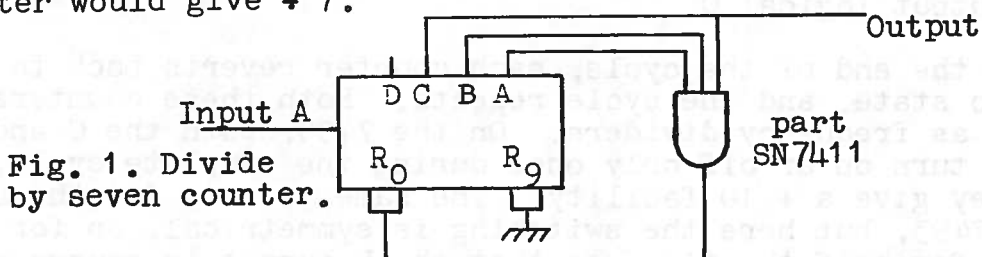 ter would give ÷ 7.
Output
D C B A
Input A
part
SN7411
R0 R9
Fig. 1. Divide
by seven counter.